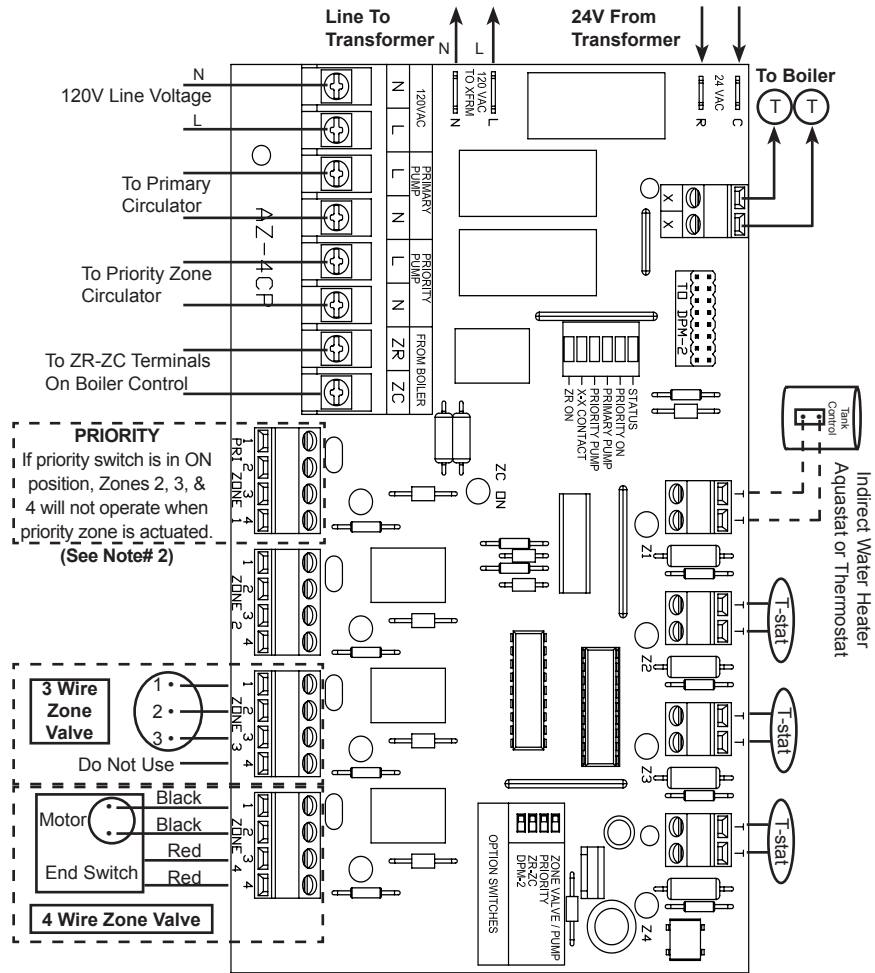 Line To
Transformer
N
L
24V From
Transformer
To Boiler
T
T
N
120V Line Voltage
L
To Primary
Circulator
To Priority Zone
Circulator
To ZR-ZC Terminals
On Boiler Control
AZ-4CP
N
L
120VAC
L
N
PRIMARY
PUMP
L
N
PRIORITY
PUMP
ZR
ZC
FROM BOILER
N
120 VAC
TO XFRM
L
24 VAC
R
C
X
X
TO DPM-2
STATUS
PRIORITY ON
PRIMARY PUMP
PRIORITY PUMP
X-X CONTACT
ZR ON
ZC ON
Tank
Control
Indirect Water Heater
Aquastat or Thermostat
PRIORITY
If priority switch is in ON
position, Zones 2, 3, &
4 will not operate when
priority zone is actuated.
(See Note# 2)
1
2
3
4
PRI ZONE 1
1
2
3
4
ZONE 2
3 Wire
Zone
Valve
1
2
3
Do Not Use
1
2
3
4
ZONE 3
Motor
Black
Black
Red
End Switch
Red
4 Wire Zone Valve
1
2
3
4
ZONE 4
T
T
Z1
T
T
Z2
T-stat
T
T
Z3
T-stat
T
T
Z4
T-stat
ZONE VALVE / PUMP
PRIORITY
ZR-ZC
DPM-2
OPTION SWITCHES